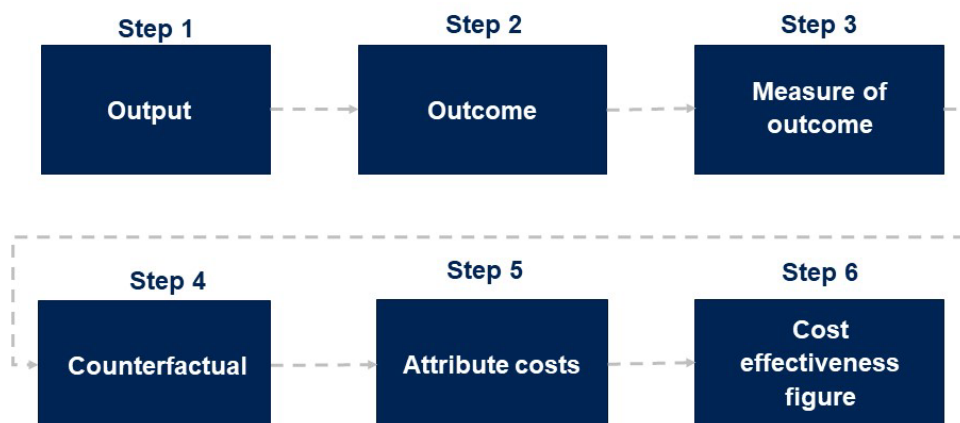 Step 1
Output
Step 2
Outcome
Step 3
Measure of
outcome
Step 4
Counterfactual
Step 5
Attribute costs
Step 6
Cost
effectiveness
figure